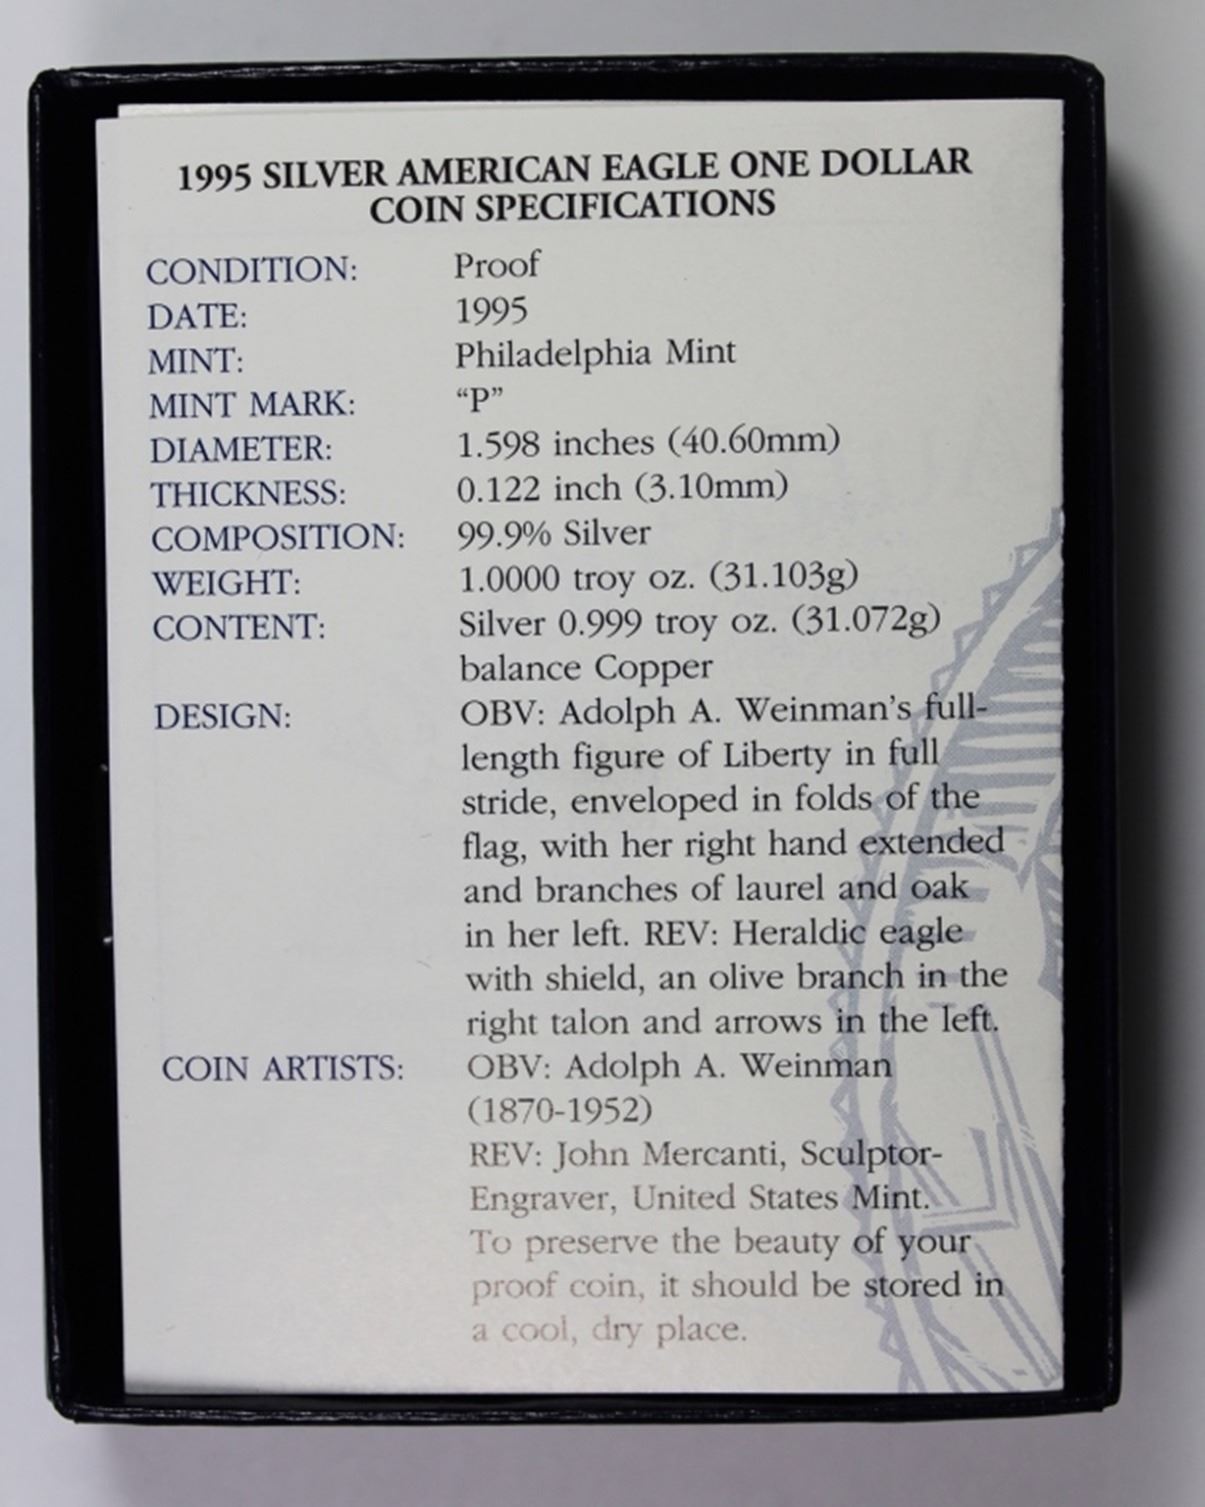 1995 SILVER AMERICAN EAGLE ONE DOLLAR
COIN SPECIFICATIONS
CONDITION: Proof
DATE: 1995
MINT: Philadelphia Mint
MINT MARK: “P”
DIAMETER: 1.598 inches (40.60mm)
THICKNESS: 0.122 inch (3.10mm)
COMPOSITION: 99.9% Silver
WEIGHT: 1.0000 troy oz. (31.103g)
CONTENT: Silver 0.999 troy oz. (31.072g)
balance Copper
DESIGN: OBV: Adolph A. Weinman’s full-
length figure of Liberty in full
stride, enveloped in folds of the
flag, with her right hand extended
and branches of laurel and oak
in her left. REV: Heraldic eagle
with shield, an olive branch in the
right talon and arrows in the left.
COIN ARTISTS: OBV: Adolph A. Weinman
(1870-1952)
REV: John Mercanti, Sculptor-
Engraver, United States Mint.
To preserve the beauty of your
proof coin, it should be stored in
a cool, dry place.